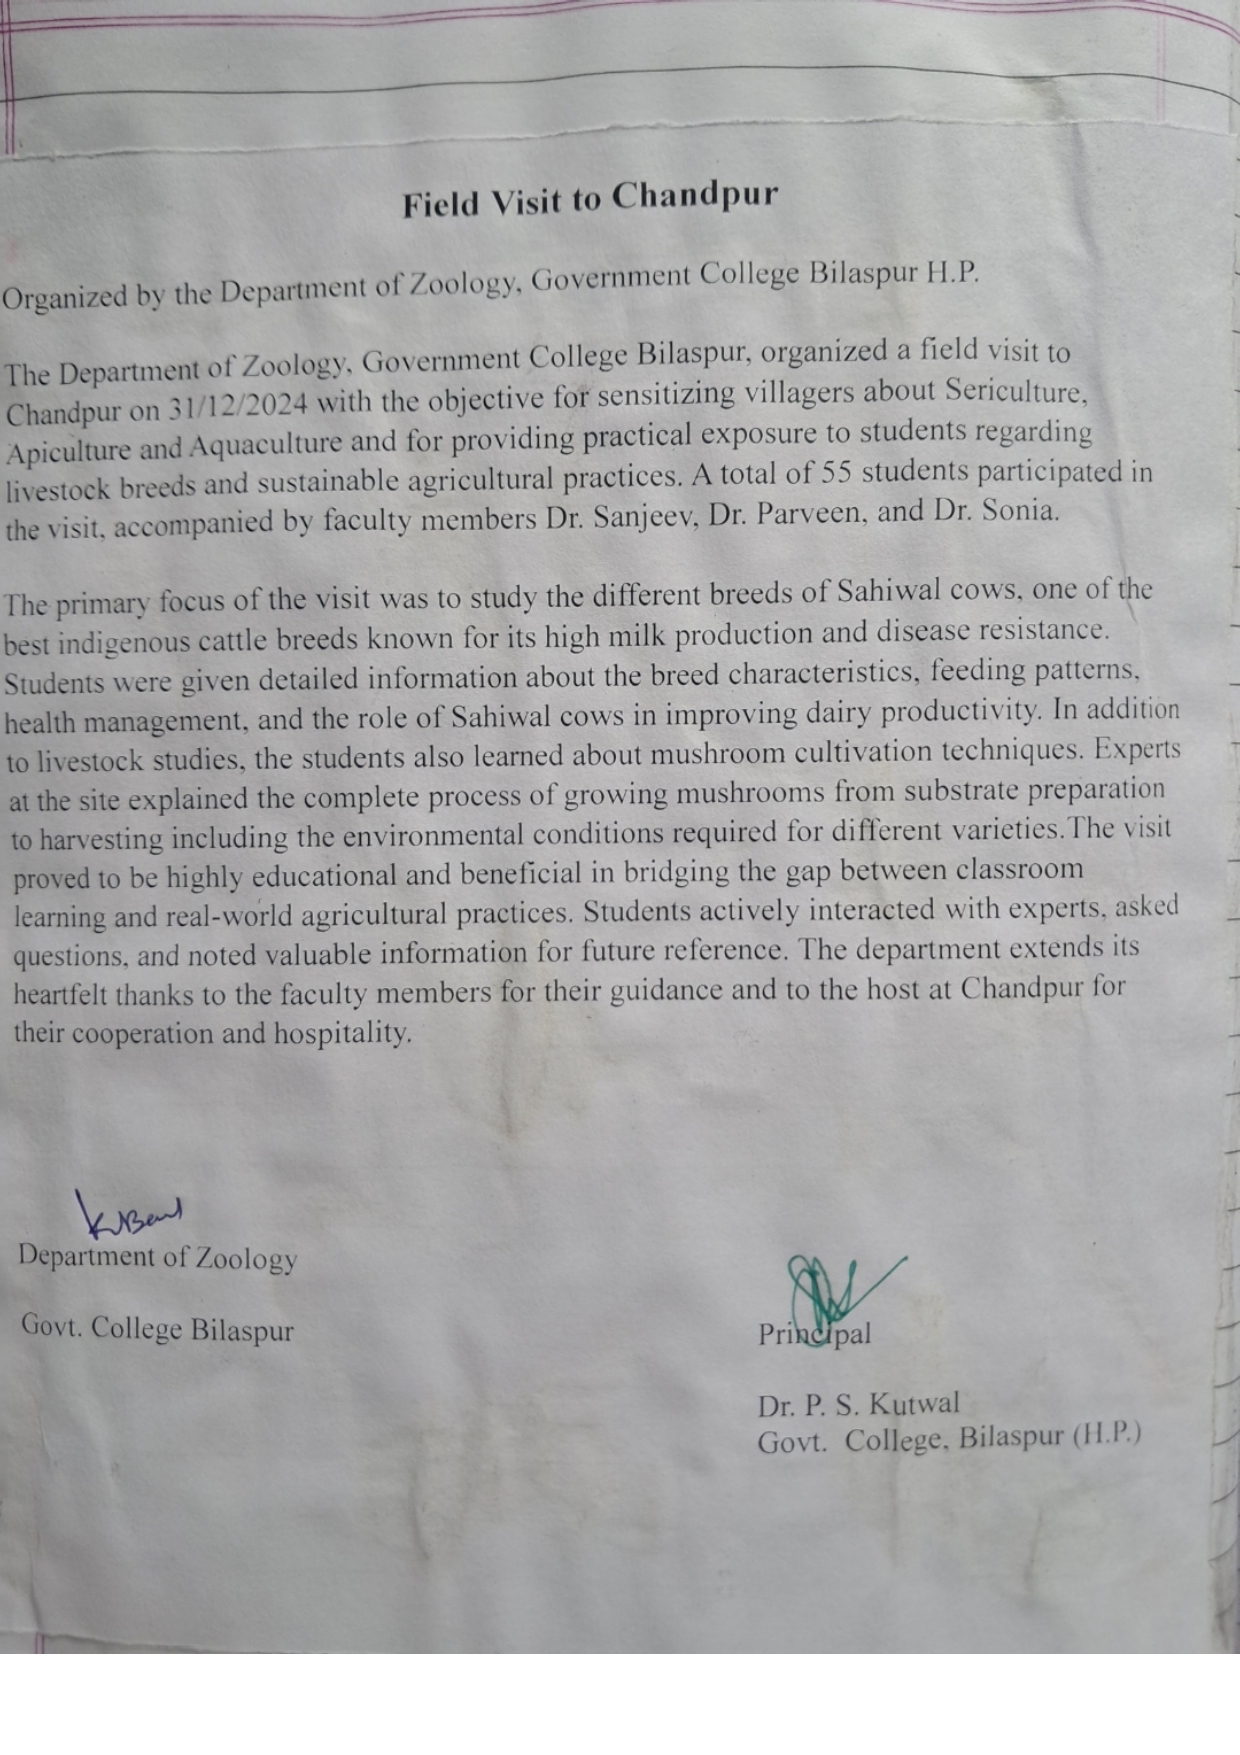 Field Visit to Chandpur
Organized by the Department of Zoology, Government College Bilaspur H.P.
The Department of Zoology, Government College Bilaspur, organized a field visit to
Chandpur on 31/12/2024 with the objective for sensitizing villagers about Sericulture,
Apiculture and Aquaculture and for providing practical exposure to students regarding
livestock breeds and sustainable agricultural practices. A total of 55 students participated in
the visit, accompanied by faculty members Dr. Sanjeev, Dr. Parveen, and Dr. Sonia.
The primary focus of the visit was to study the different breeds of Sahiwal cows, one of the
best indigenous cattle breeds known for its high milk production and disease resistance.
Students were given detailed information about the breed characteristics, feeding patterns,
health management, and the role of Sahiwal cows in improving dairy productivity. In addition
to livestock studies, the students also learned about mushroom cultivation techniques. Experts
at the site explained the complete process of growing mushrooms from substrate preparation
to harvesting including the environmental conditions required for different varieties.The visit
proved to be highly educational and beneficial in bridging the gap between classroom
learning and real-world agricultural practices. Students actively interacted with experts, asked
questions, and noted valuable information for future reference. The department extends its
heartfelt thanks to the faculty members for their guidance and to the host at Chandpur for
their cooperation and hospitality.
Department of Zoology
Govt. College Bilaspur
Principal
Dr. P. S. Kutwal
Govt. College, Bilaspur (H.P.)